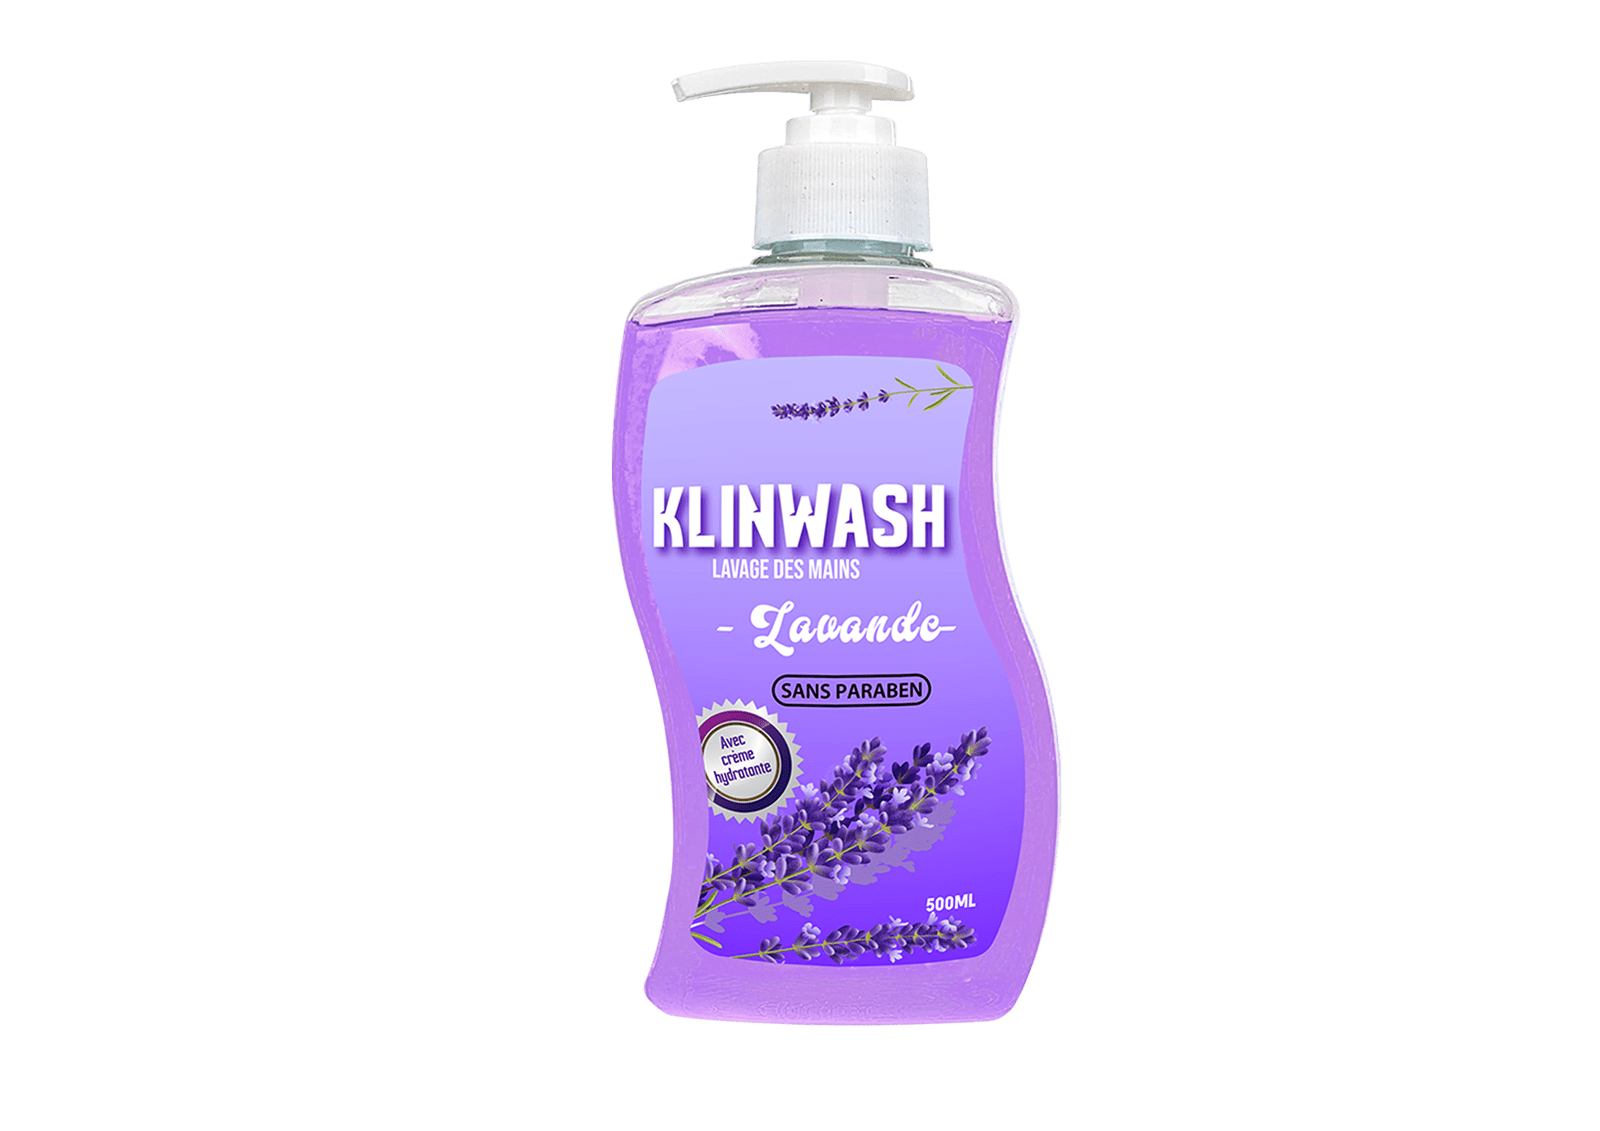 KLINWASH
LAVAGE DES MAINS
- Lavande-
SANS PARABEN
Avec
crème
hydratante
500ML